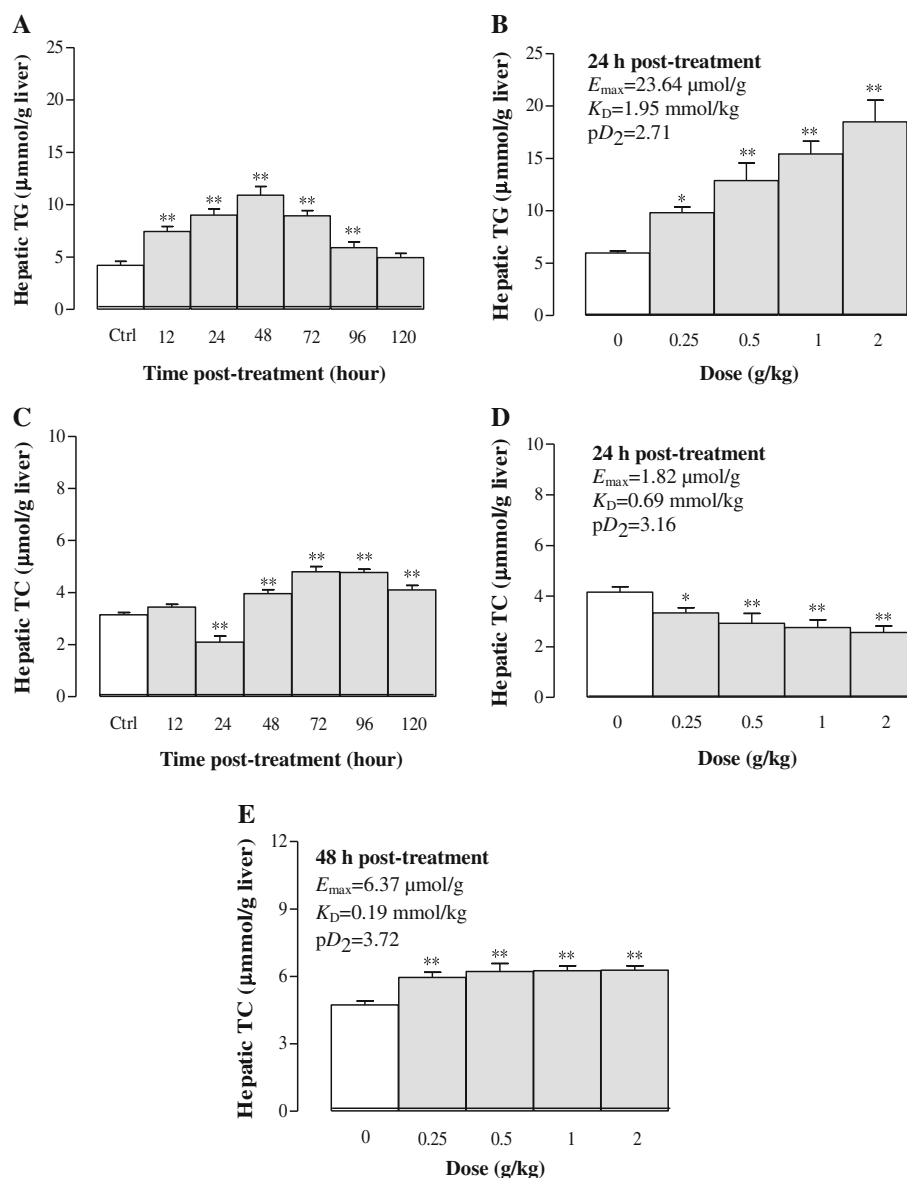 A
Hepatic TG (µmmol/g liver)
25
20
15
10
5
0
** ** ** ** **
Ctrl 12 24 48 72 96 120
Time post-treatment (hour)
B
Hepatic TG (µmmol/g liver)
25
20
15
10
5
0
24 h post-treatment
Emax=23.64 µmol/g
KD=1.95 mmol/kg
pD2=2.71
* ** ** **
0 0.25 0.5 1 2
Dose (g/kg)
C
Hepatic TC (µmol/g liver)
10
8
6
4
2
0
** ** ** ** **
Ctrl 12 24 48 72 96 120
Time post-treatment (hour)
D
Hepatic TC (µmmol/g liver)
10
8
6
4
2
0
24 h post-treatment
Emax=1.82 µmol/g
KD=0.69 mmol/kg
pD2=3.16
* ** ** **
0 0.25 0.5 1 2
Dose (g/kg)
E
Hepatic TC (µmmol/g liver)
12
9
6
3
0
48 h post-treatment
Emax=6.37 µmol/g
KD=0.19 mmol/kg
pD2=3.72
** ** ** **
0 0.25 0.5 1 2
Dose (g/kg)